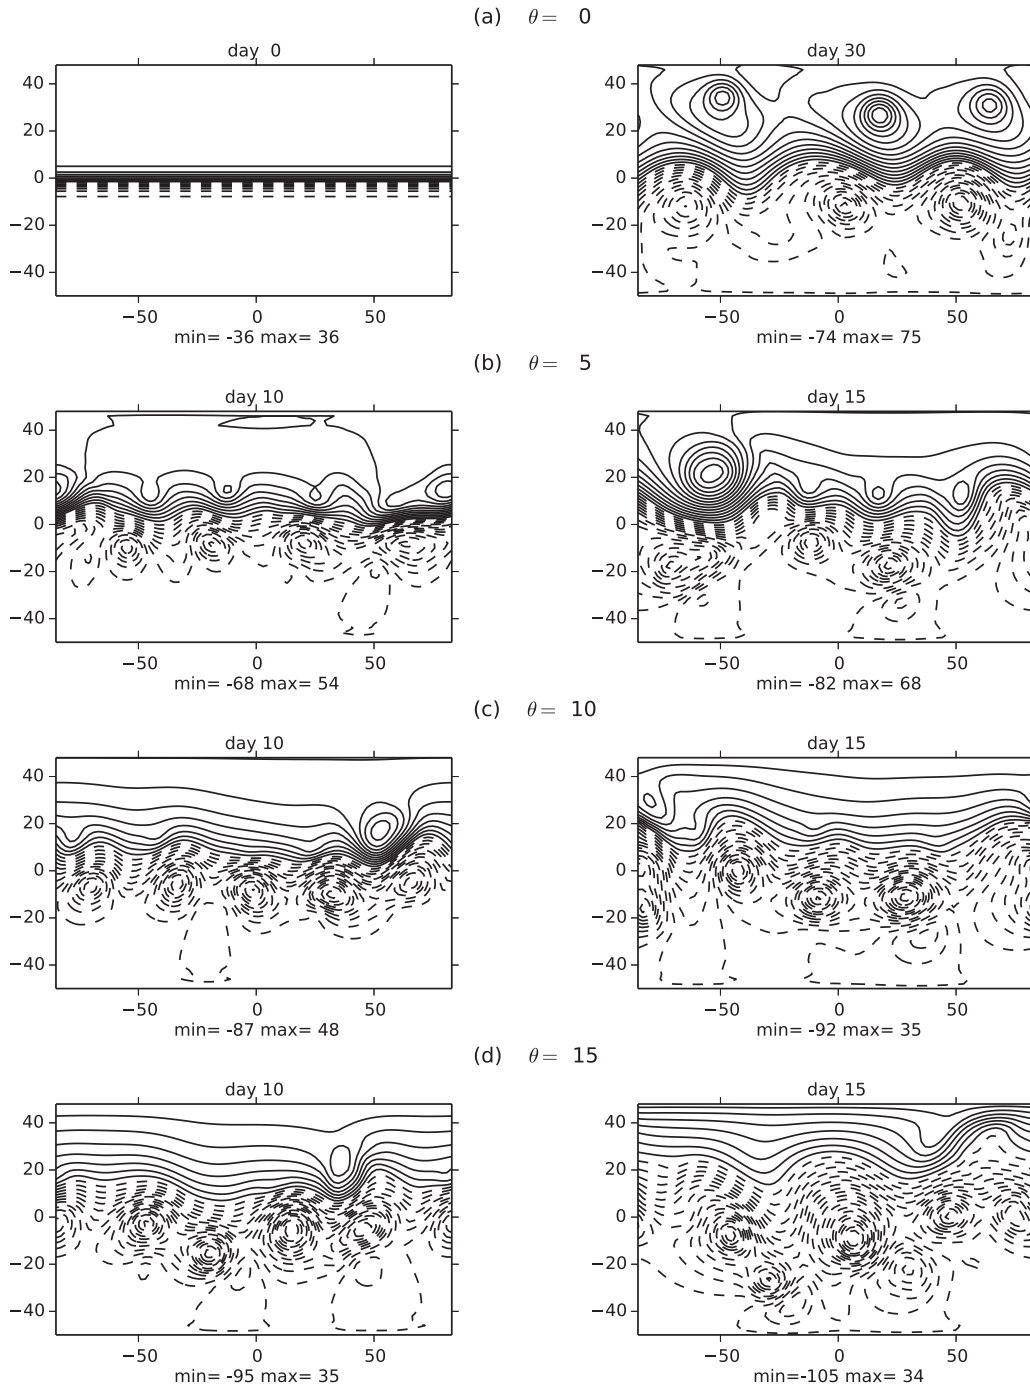 (a) θ = 0
day 0
day 30
40
20
0
−20
−40
−50 0 50
min= -36 max= 36
40
20
0
−20
−40
−50 0 50
min= -74 max= 75
(b) θ = 5
day 10
day 15
40
20
0
−20
−40
−50 0 50
min= -68 max= 54
40
20
0
−20
−40
−50 0 50
min= -82 max= 68
(c) θ = 10
day 10
day 15
40
20
0
−20
−40
−50 0 50
min= -87 max= 48
40
20
0
−20
−40
−50 0 50
min= -92 max= 35
(d) θ = 15
day 10
day 15
40
20
0
−20
−40
−50 0 50
min= -95 max= 35
40
20
0
−20
−40
−50 0 50
min=-105 max= 34